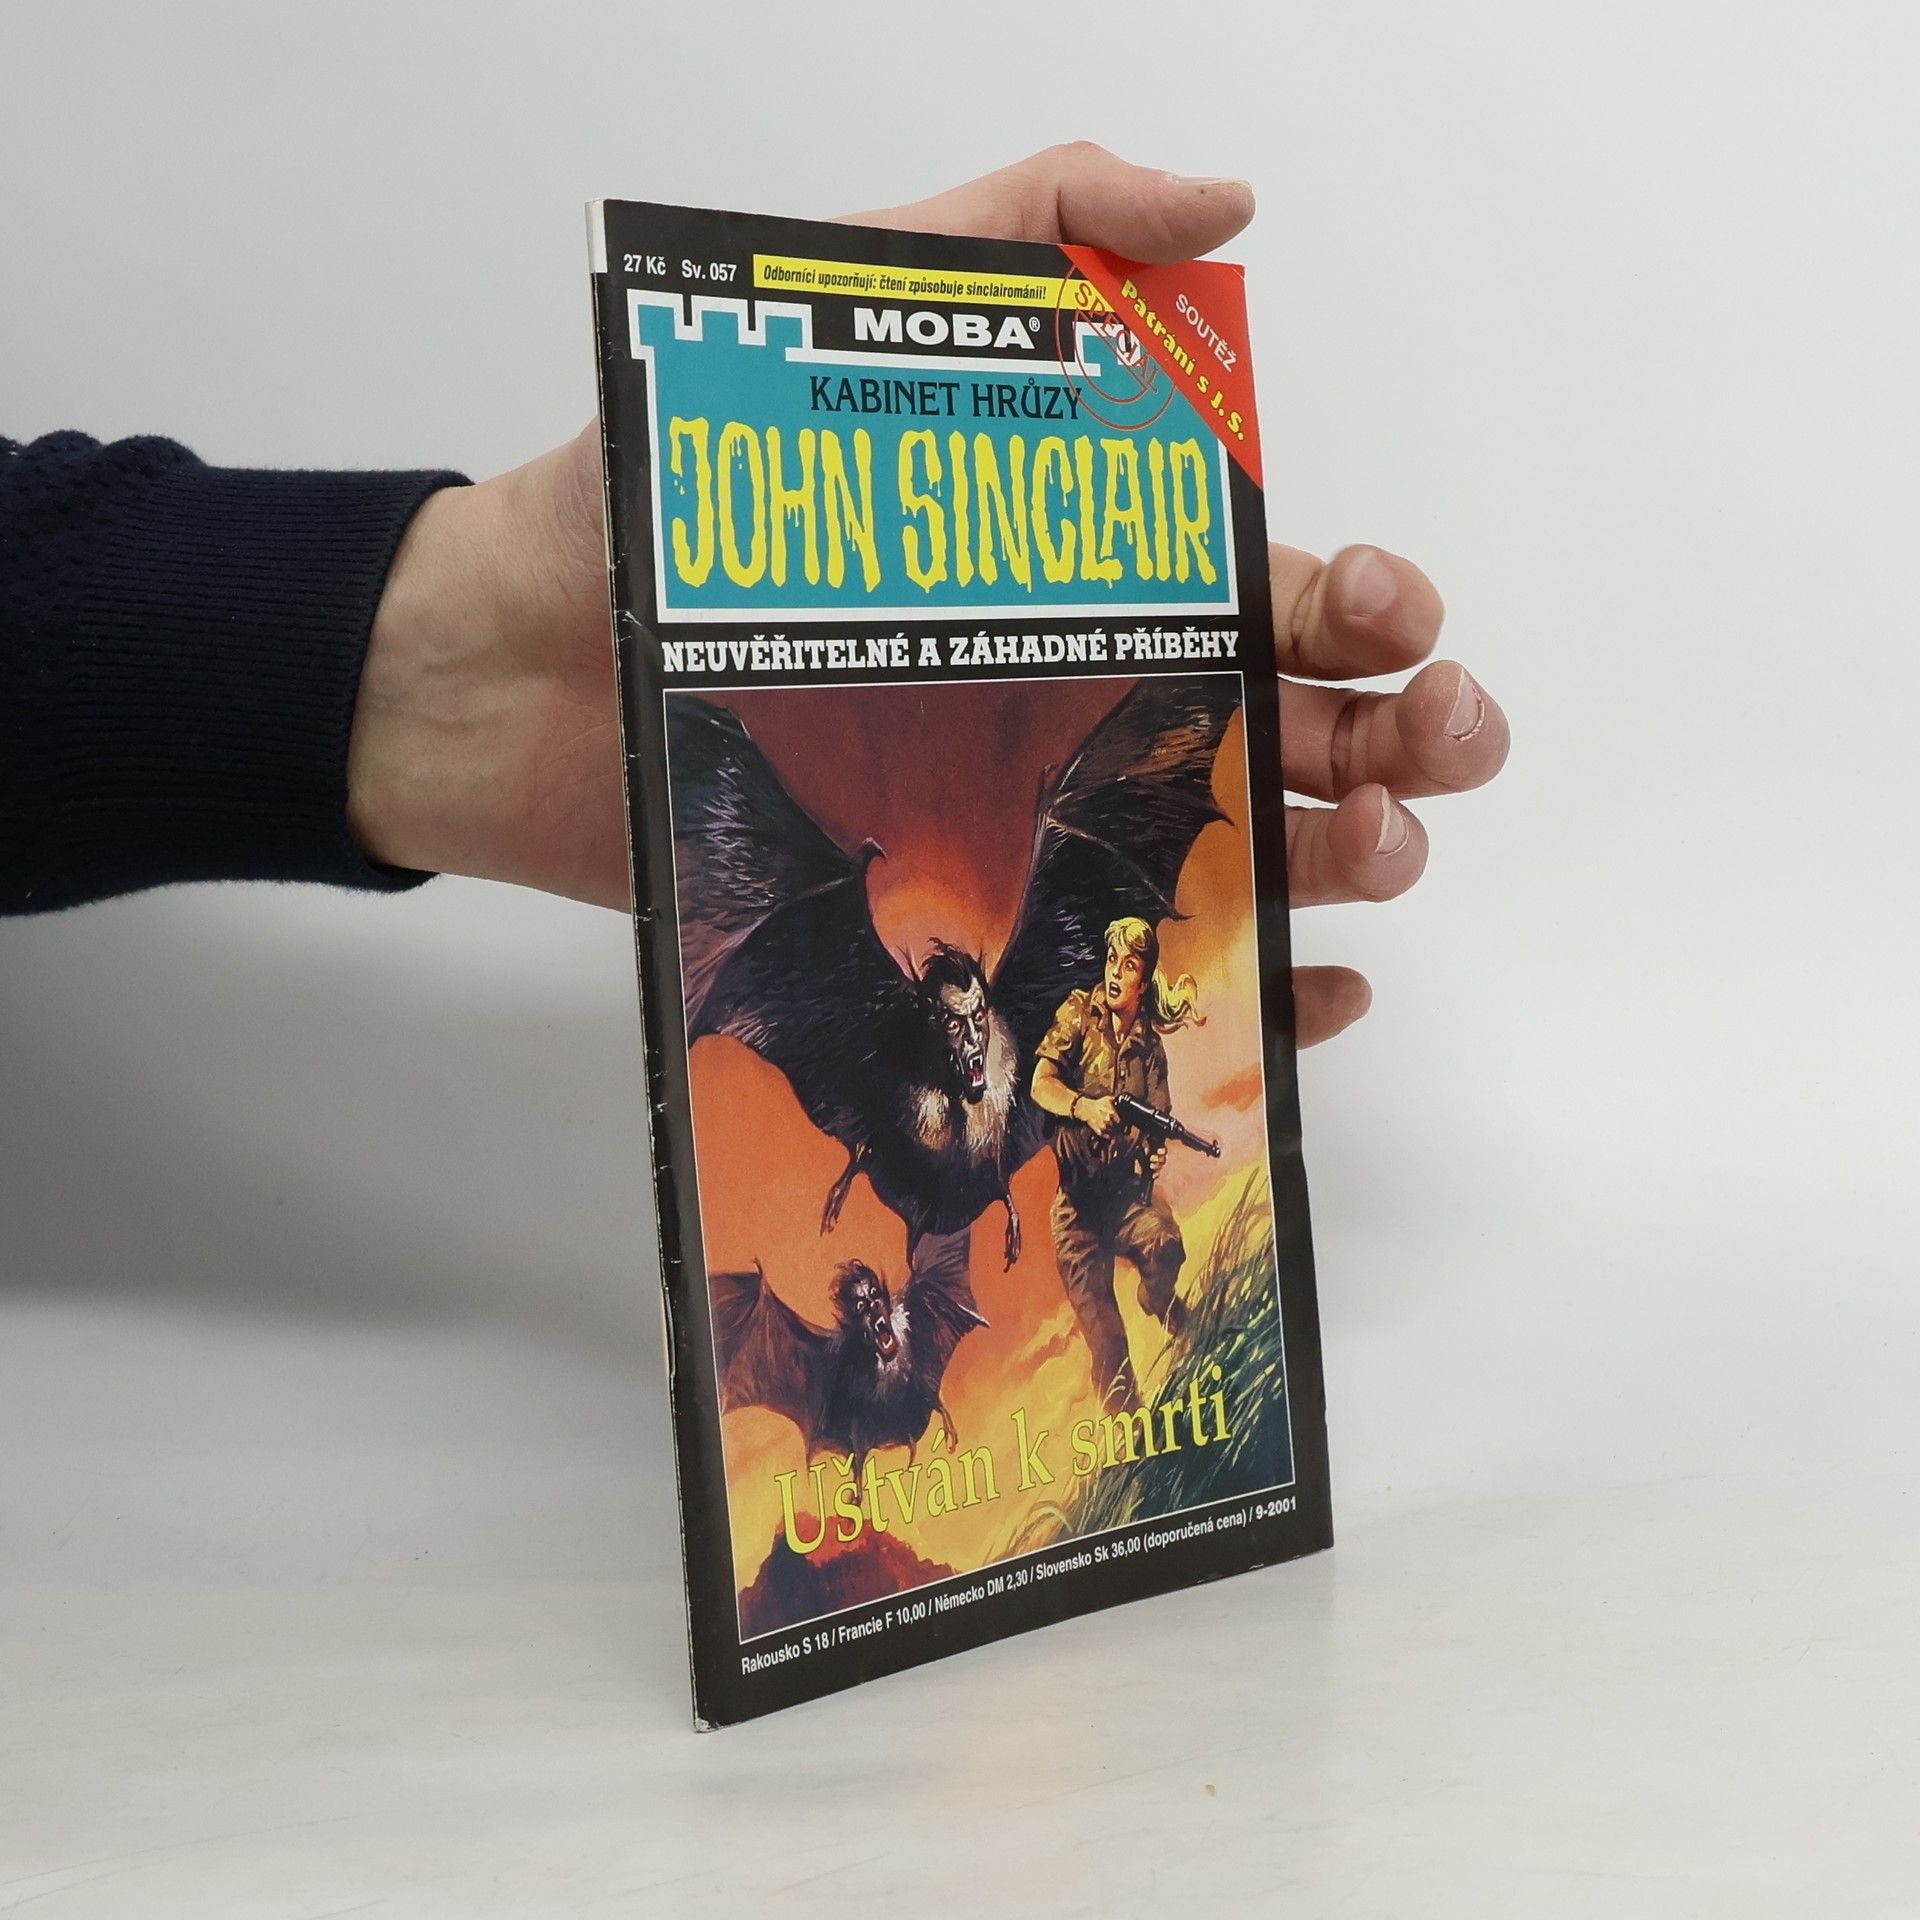 27 Kč Sv. 057
Odborníci upozorňují: čtení způsobuje sinclairománii!
SOUTĚŽ
Pátrání s J. S.
SPECIAL
MOBA®
KABINET HRŮZY
JOHN SINCLAIR
NEUVĚŘITELNÉ A ZÁHADNÉ PŘÍBĚHY
Uštván k smrti
Rakousko S 18 / Francie F 10,00 / Německo DM 2,30 / Slovensko Sk 36,00 (doporučená cena) / 9-2001